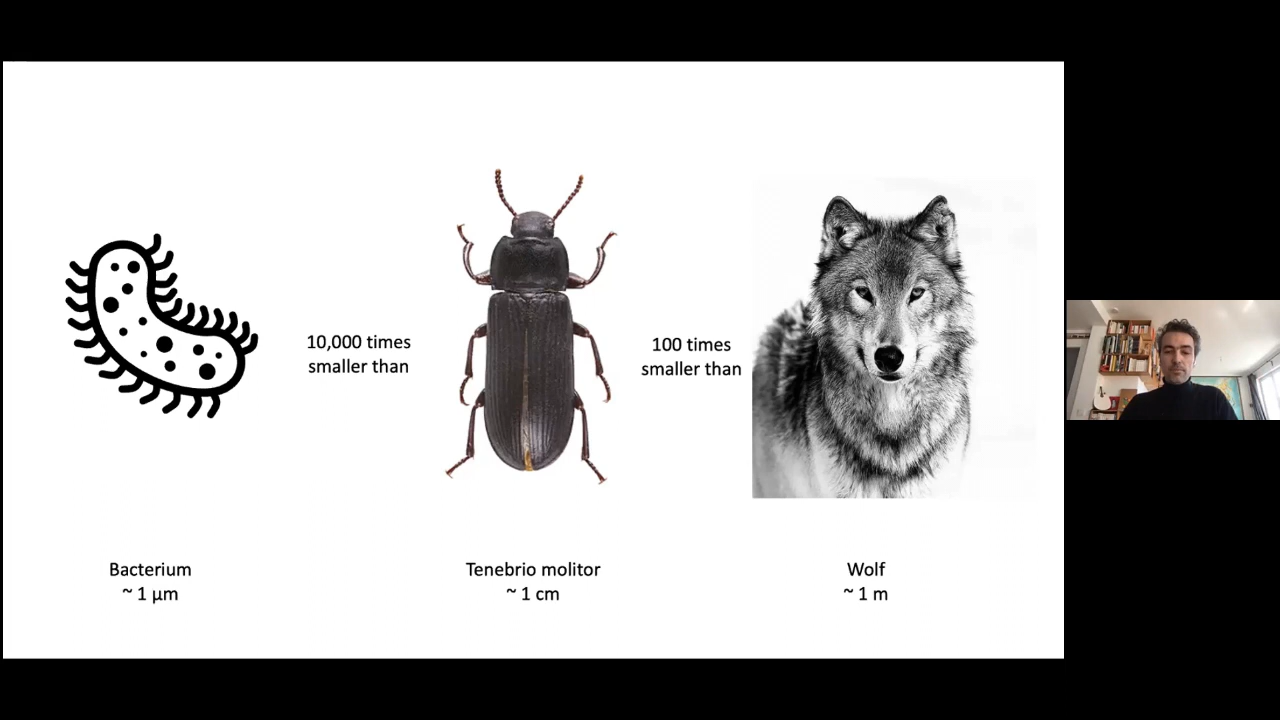 10,000 times
smaller than
100 times
smaller than
Bacterium
~ 1 µm
Tenebrio molitor
~ 1 cm
Wolf
~ 1 m